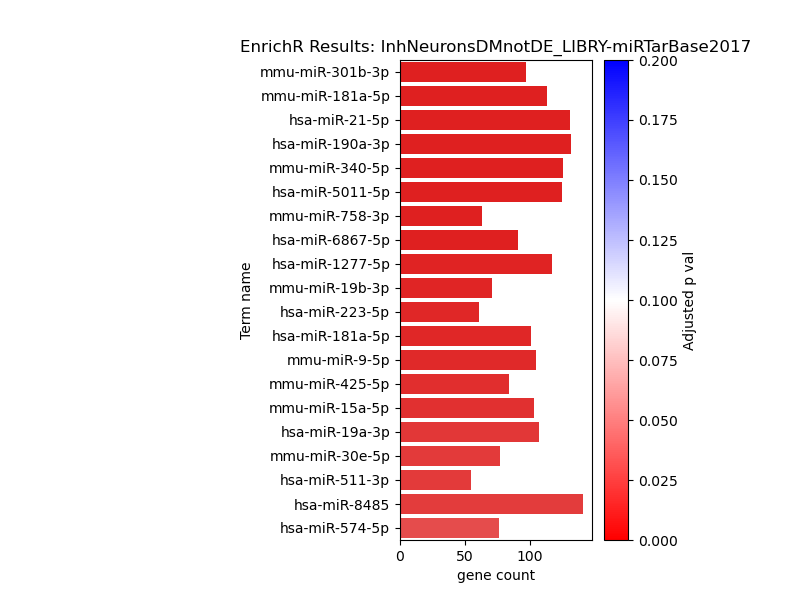 EnrichR Results: InhNeuronsDMnotDE_LIBRY-miRTarBase2017
mmu-miR-301b-3p
mmu-miR-181a-5p
hsa-miR-21-5p
hsa-miR-190a-3p
mmu-miR-340-5p
hsa-miR-5011-5p
mmu-miR-758-3p
hsa-miR-6867-5p
hsa-miR-1277-5p
mmu-miR-19b-3p
hsa-miR-223-5p
hsa-miR-181a-5p
mmu-miR-9-5p
mmu-miR-425-5p
mmu-miR-15a-5p
hsa-miR-19a-3p
mmu-miR-30e-5p
hsa-miR-511-3p
hsa-miR-8485
hsa-miR-574-5p
Term name
0 50 100
gene count
0.200
0.175
0.150
0.125
0.100
0.075
0.050
0.025
0.000
Adjusted p val